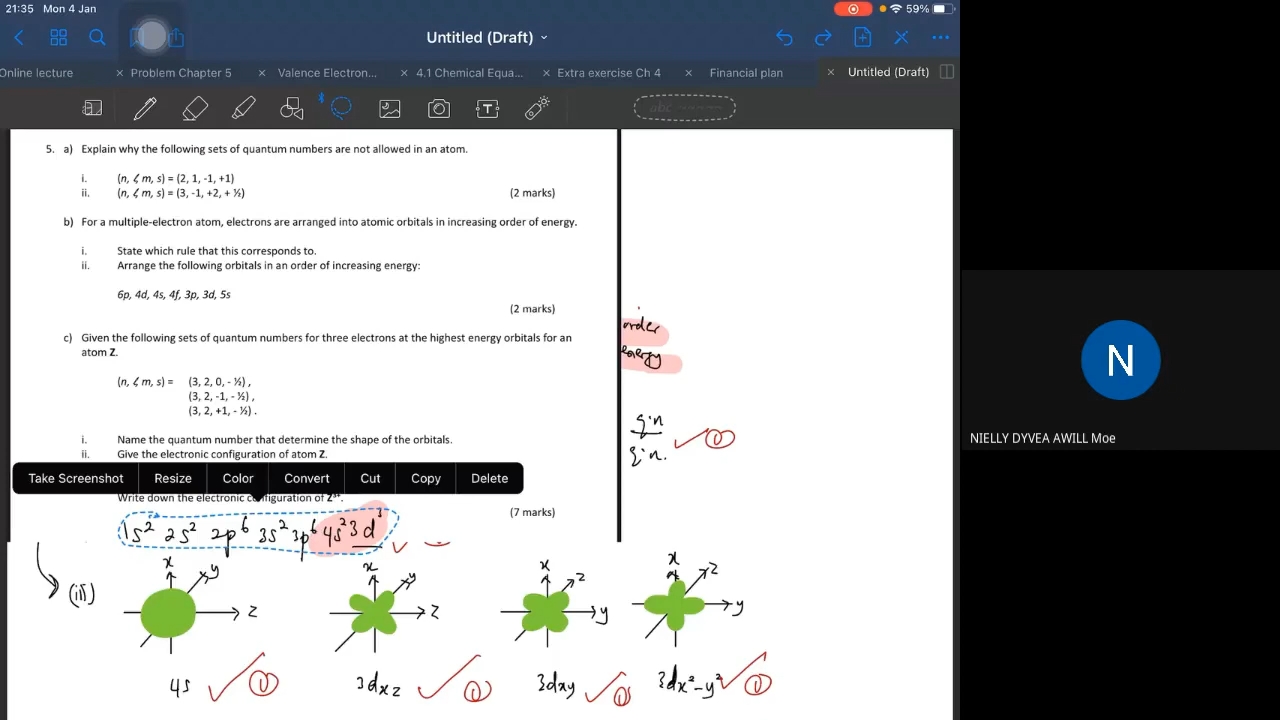 21:35 Mon 4 Jan
59%
Untitled (Draft)
Online lecture
Problem Chapter 5
Valence Electron...
4.1 Chemical Equa...
Extra exercise Ch 4
Financial plan
Untitled (Draft)
5. a) Explain why the following sets of quantum numbers are not allowed in an atom.
i. (n, ℓ, m, s) = (2, 1, -1, +1)
ii. (n, ℓ, m, s) = (3, -1, +2, + ½)
(2 marks)
b) For a multiple-electron atom, electrons are arranged into atomic orbitals in increasing order of energy.
i. State which rule that this corresponds to.
ii. Arrange the following orbitals in an order of increasing energy:
6p, 4d, 4s, 4f, 3p, 3d, 5s
(2 marks)
order
energy
c) Given the following sets of quantum numbers for three electrons at the highest energy orbitals for an
atom Z.
(n, ℓ, m, s) = (3, 2, 0, - ½) ,
(3, 2, -1, - ½) ,
(3, 2, +1, - ½) .
i. Name the quantum number that determine the shape of the orbitals.
ii. Give the electronic configuration of atom Z.
Take Screenshot Resize Color Convert Cut Copy Delete
Write down the electronic configuration of Z³⁺.
(7 marks)
1s² 2s² 2p⁶ 3s² 3p⁶ 4s² 3d³
(iii)
x y z
x y z
x z y
x z y
4s 1
3dxz 1
3dxy 1
3dx²-y² 1
N
NIELLY DYVEA AWILL Moe